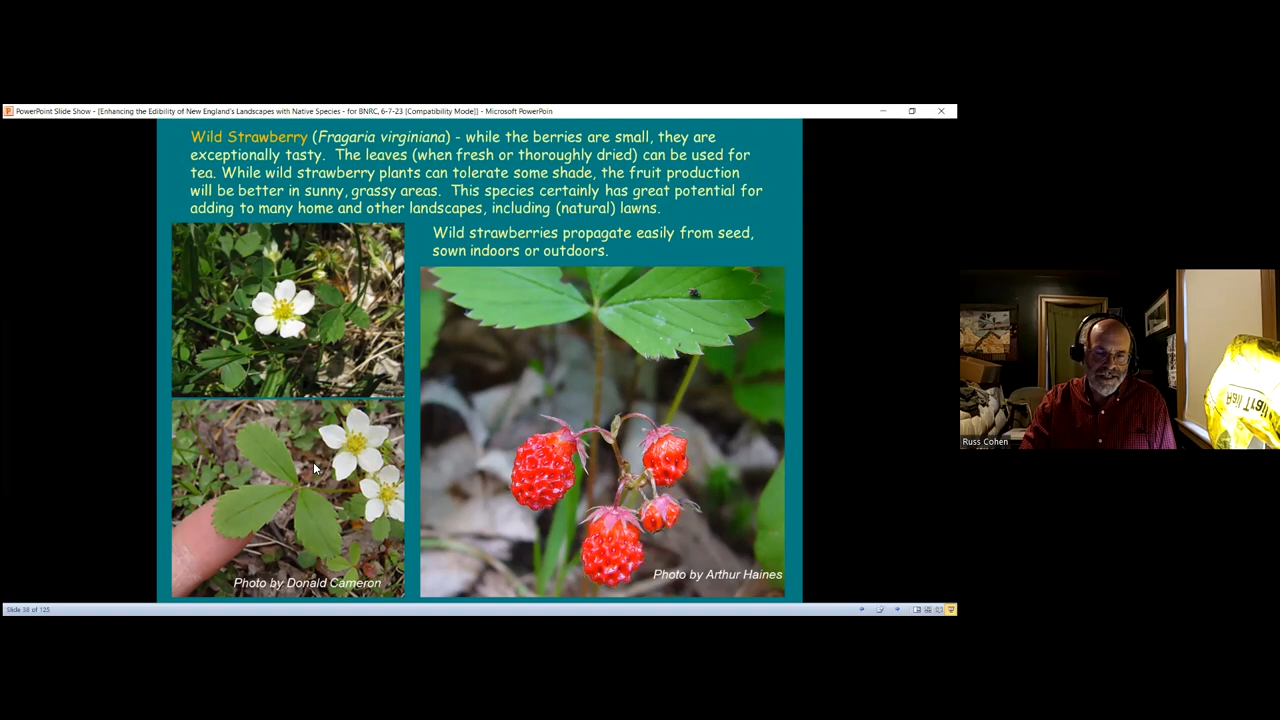 PowerPoint Slide Show - [Enhancing the Edibility of New England's Landscapes with Native Species - for BNRC, 6-7-23 [Compatibility Mode]] - Microsoft PowerPoin
Wild Strawberry (Fragaria virginiana) - while the berries are small, they are
exceptionally tasty. The leaves (when fresh or thoroughly dried) can be used for
tea. While wild strawberry plants can tolerate some shade, the fruit production
will be better in sunny, grassy areas. This species certainly has great potential for
adding to many home and other landscapes, including (natural) lawns.
Wild strawberries propagate easily from seed,
sown indoors or outdoors.
Photo by Donald Cameron
Photo by Arthur Haines
Russ Cohen
Slide 38 of 125